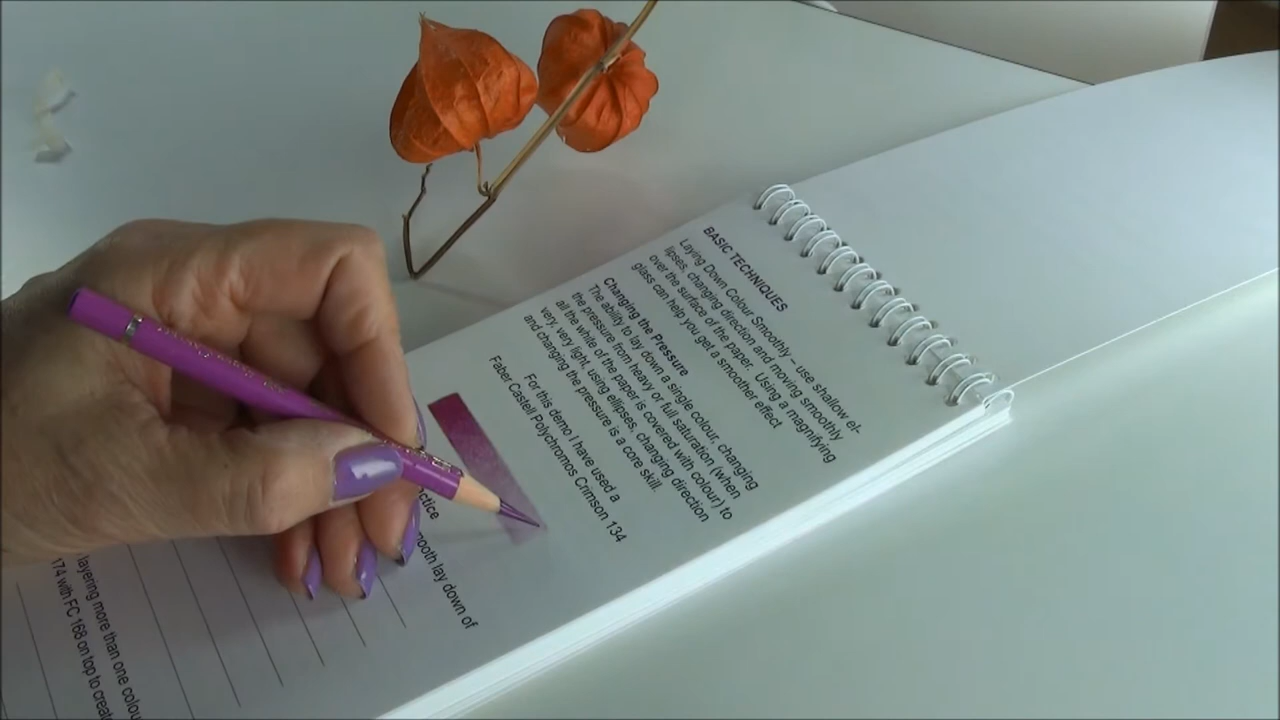 BASIC TECHNIQUES
Laying Down Colour Smoothly – use shallow el-
lipses, changing direction and moving smoothly
over the surface of the paper. Using a magnifying
glass can help you get a smoother effect
Changing the Pressure
The ability to lay down a single colour, changing
the pressure from heavy or full saturation (when
all the white of the paper is covered with colour) to
very, very light, using ellipses, changing direction
and changing the pressure is a core skill.
For this demo I have used a
Faber Castell Polychromos Crimson 134
lay down of
layering more than one
174 with FC 168 on top to